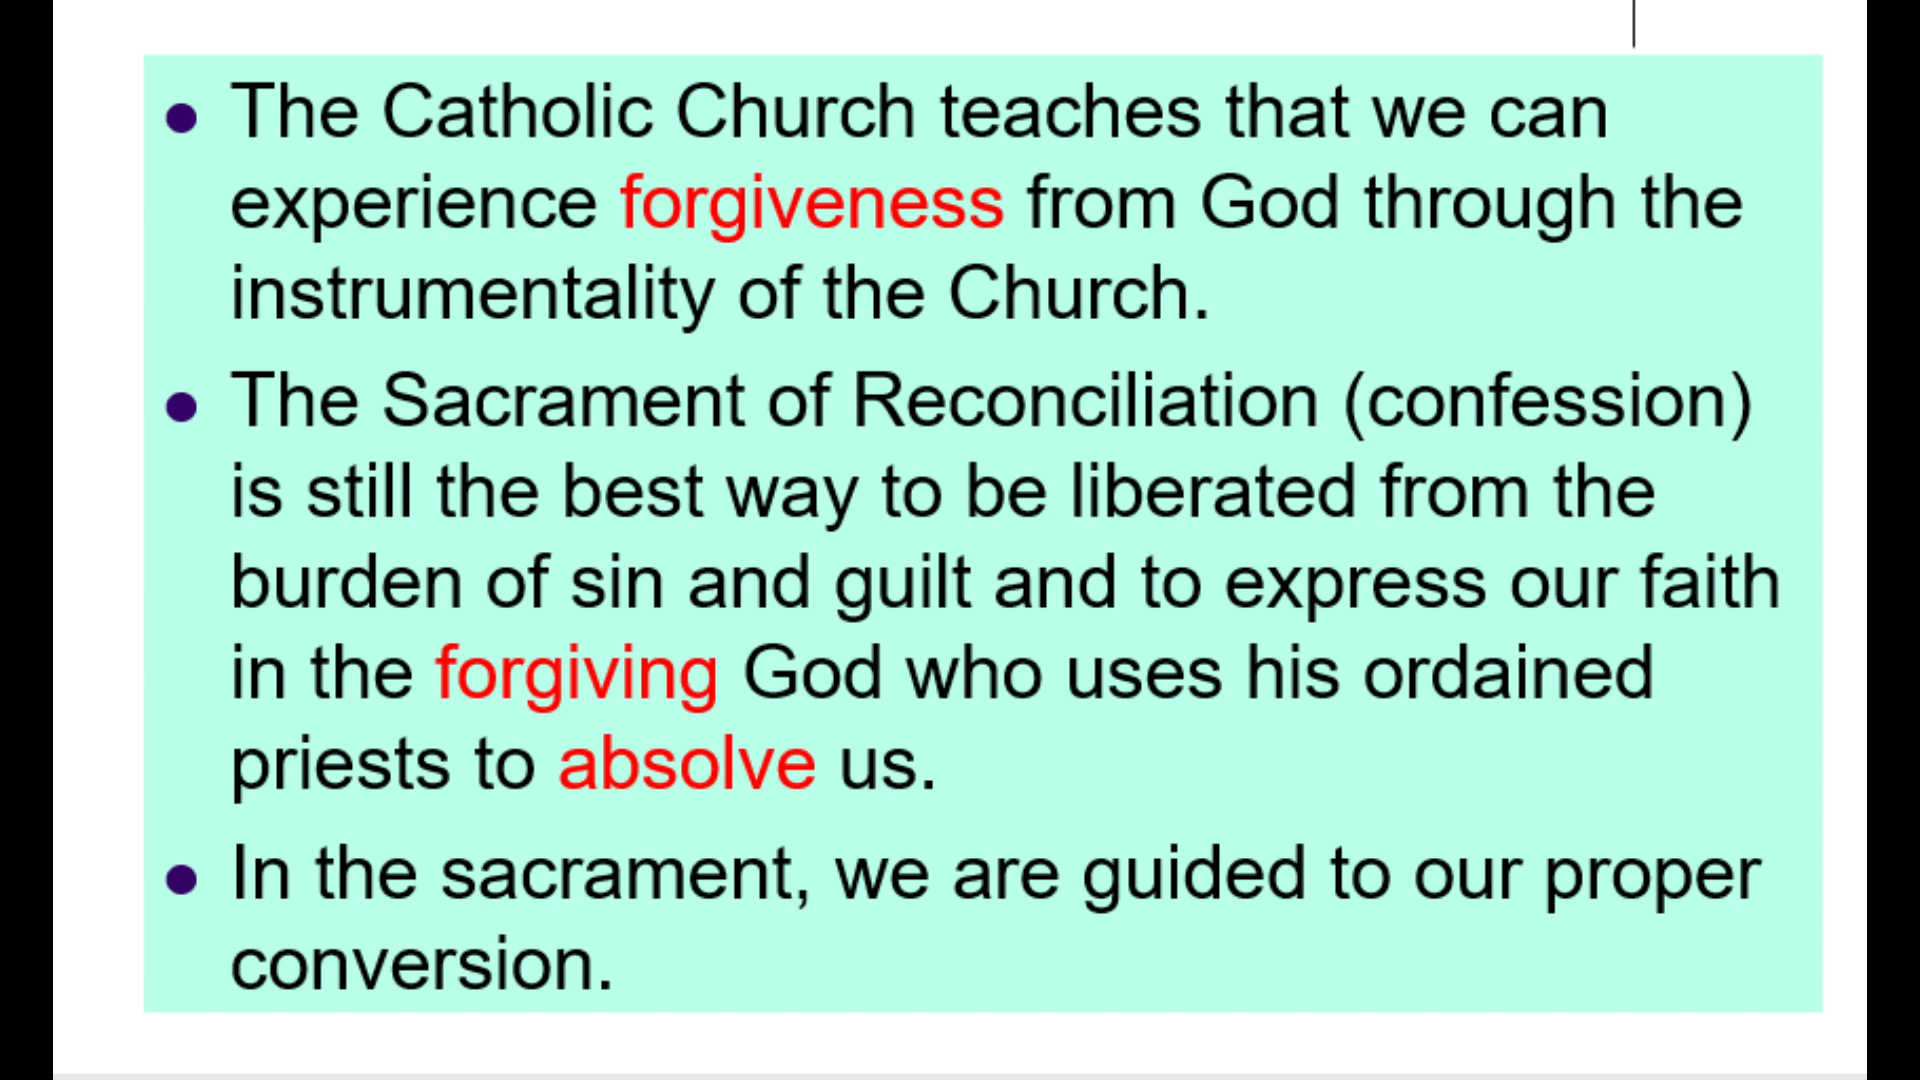 • The Catholic Church teaches that we can
experience forgiveness from God through the
instrumentality of the Church.
• The Sacrament of Reconciliation (confession)
is still the best way to be liberated from the
burden of sin and guilt and to express our faith
in the forgiving God who uses his ordained
priests to absolve us.
• In the sacrament, we are guided to our proper
conversion.